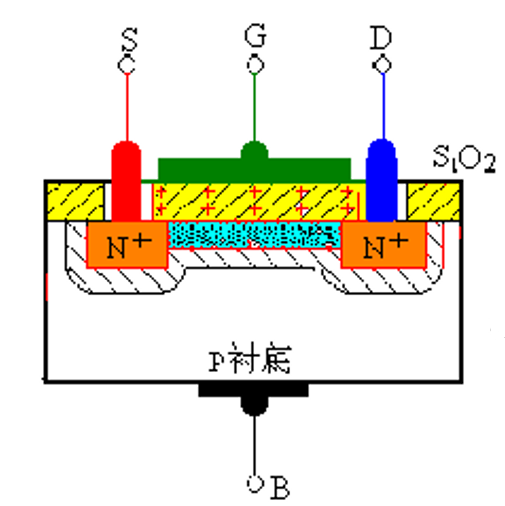 S G D
SiO2
N+ N+
P衬底
B